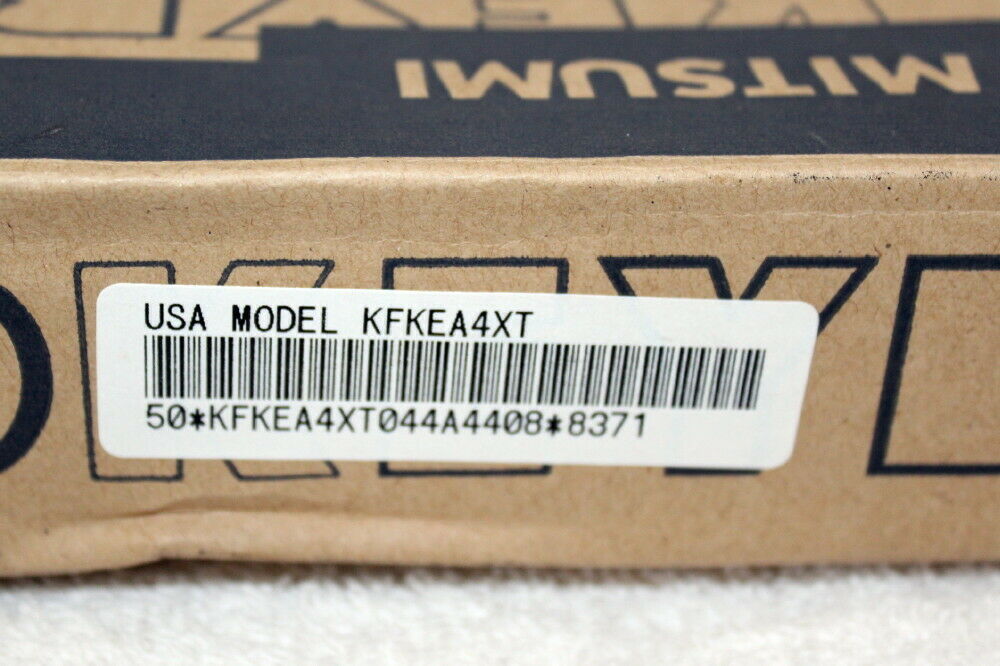 MITSUMI
USA MODEL KFKEA4XT
50*KFKEA4XT044A4408*8371